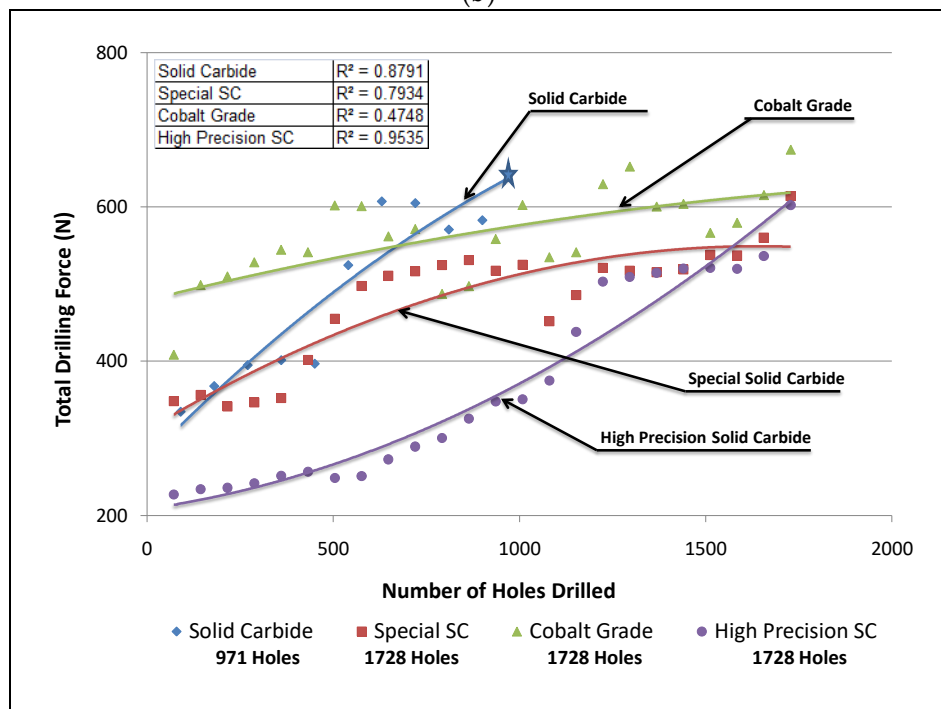 (b)
800
Solid Carbide R² = 0.8791
Special SC R² = 0.7934
Cobalt Grade R² = 0.4748
High Precision SC R² = 0.9535
Solid Carbide
Cobalt Grade
600
Total Drilling Force (N)
400
Special Solid Carbide
High Precision Solid Carbide
200
0 500 1000 1500 2000
Number of Holes Drilled
Solid Carbide Special SC Cobalt Grade High Precision SC
971 Holes 1728 Holes 1728 Holes 1728 Holes